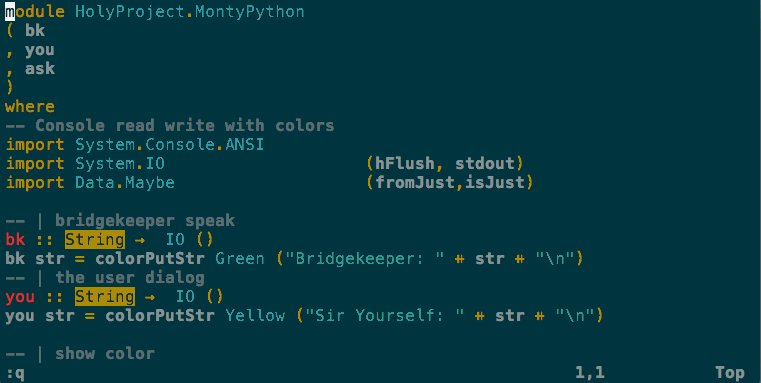 module HolyProject.MontyPython
( bk
, you
, ask
)
where
-- Console read write with colors
import System.Console.ANSI
import System.IO                    (hFlush, stdout)
import Data.Maybe                   (fromJust,isJust)
-- | bridgekeeper speak
bk :: String →  IO ()
bk str = colorPutStr Green ("Bridgekeeper: " ⧺ str ⧺ "\n")
-- | the user dialog
you :: String →  IO ()
you str = colorPutStr Yellow ("Sir Yourself: " ⧺ str ⧺ "\n")
-- | show color
:q                                                       1,1           Top